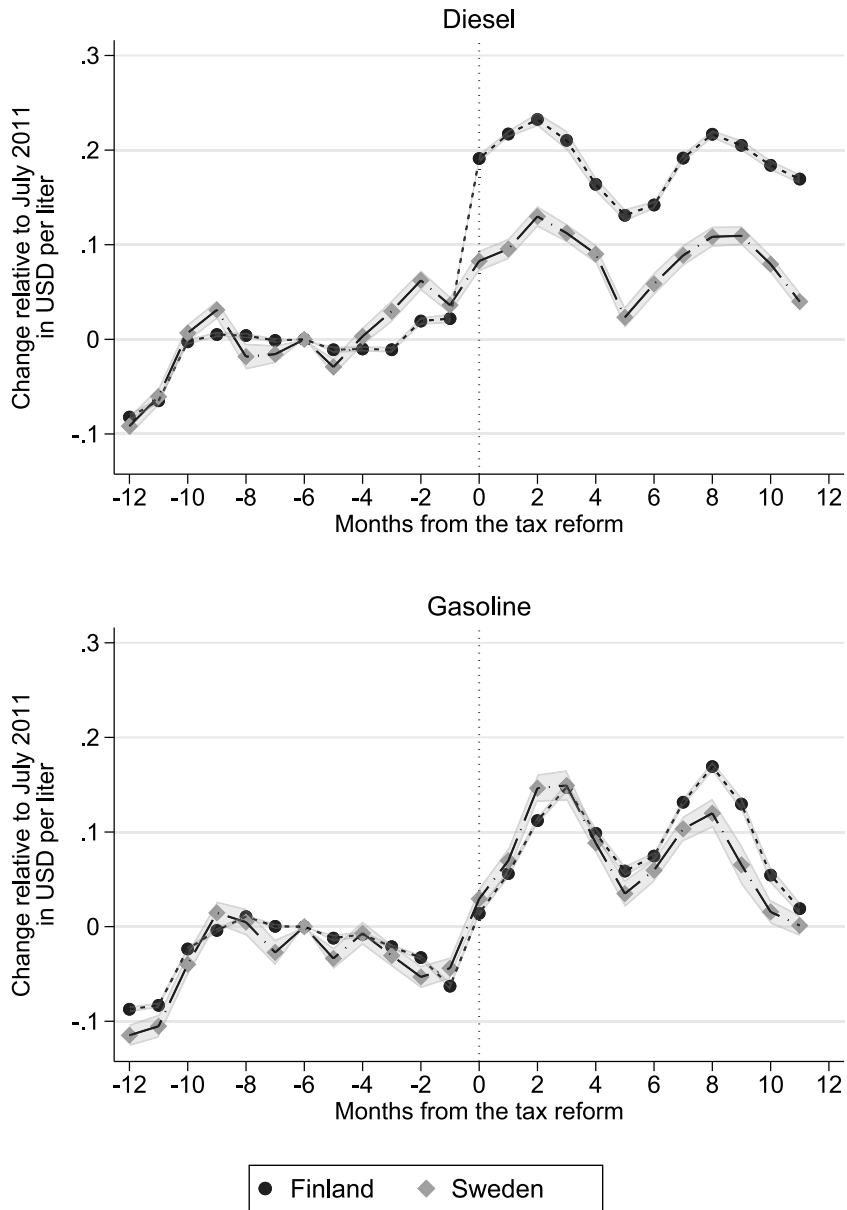 Diesel
Change relative to July 2011
in USD per liter
.3
.2
.1
0
-.1
-12 -10 -8 -6 -4 -2 0 2 4 6 8 10 12
Months from the tax reform
Gasoline
Change relative to July 2011
in USD per liter
.3
.2
.1
0
-.1
-12 -10 -8 -6 -4 -2 0 2 4 6 8 10 12
Months from the tax reform
Finland Sweden